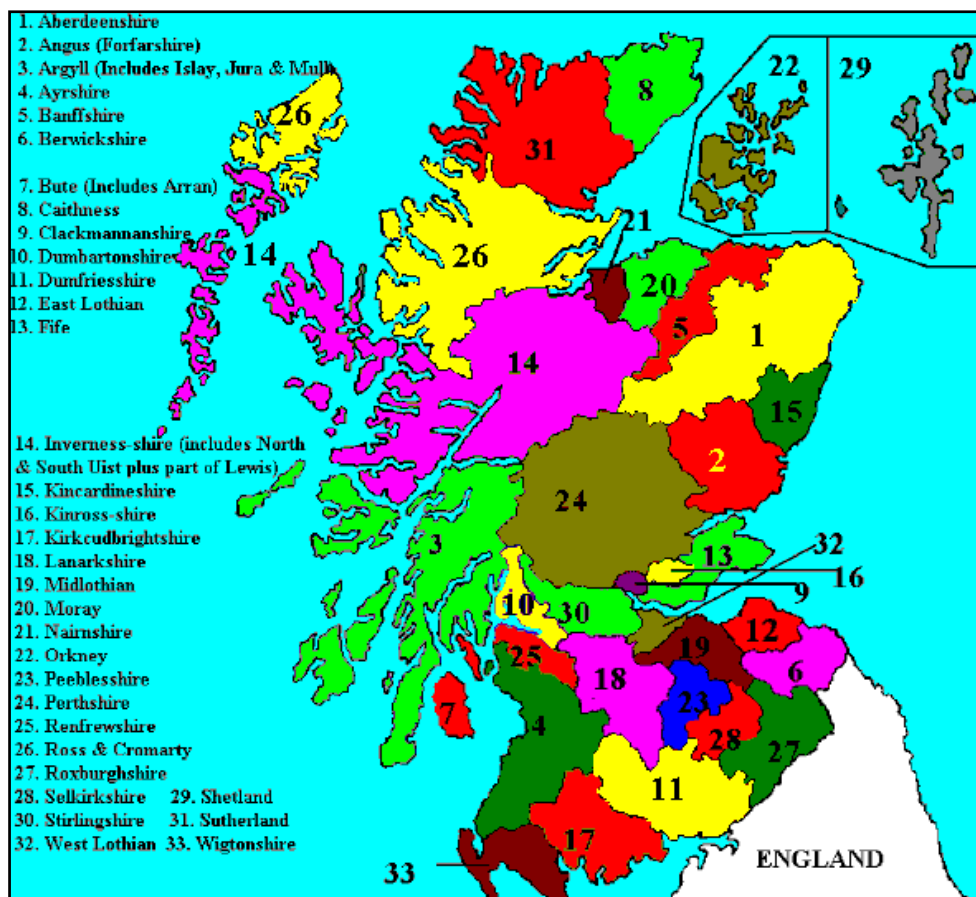 1. Aberdeenshire
2. Angus (Forfarshire)
3. Argyll (Includes Islay, Jura & Mull)
4. Ayrshire
5. Banffshire
6. Berwickshire
7. Bute (Includes Arran)
8. Caithness
9. Clackmannanshire
10. Dumbartonshire
11. Dumfriesshire
12. East Lothian
13. Fife
14. Inverness-shire (includes North
& South Uist plus part of Lewis)
15. Kincardineshire
16. Kinross-shire
17. Kirkcudbrightshire
18. Lanarkshire
19. Midlothian
20. Moray
21. Nairnshire
22. Orkney
23. Peeblesshire
24. Perthshire
25. Renfrewshire
26. Ross & Cromarty
27. Roxburghshire
28. Selkirkshire 29. Shetland
30. Stirlingshire 31. Sutherland
32. West Lothian 33. Wigtonshire
22
29
8
26
31
21
14
26
20
5
1
14
15
2
24
3
13
32
16
9
10
30
12
19
25
18
6
23
7
4
28
27
11
17
33
ENGLAND